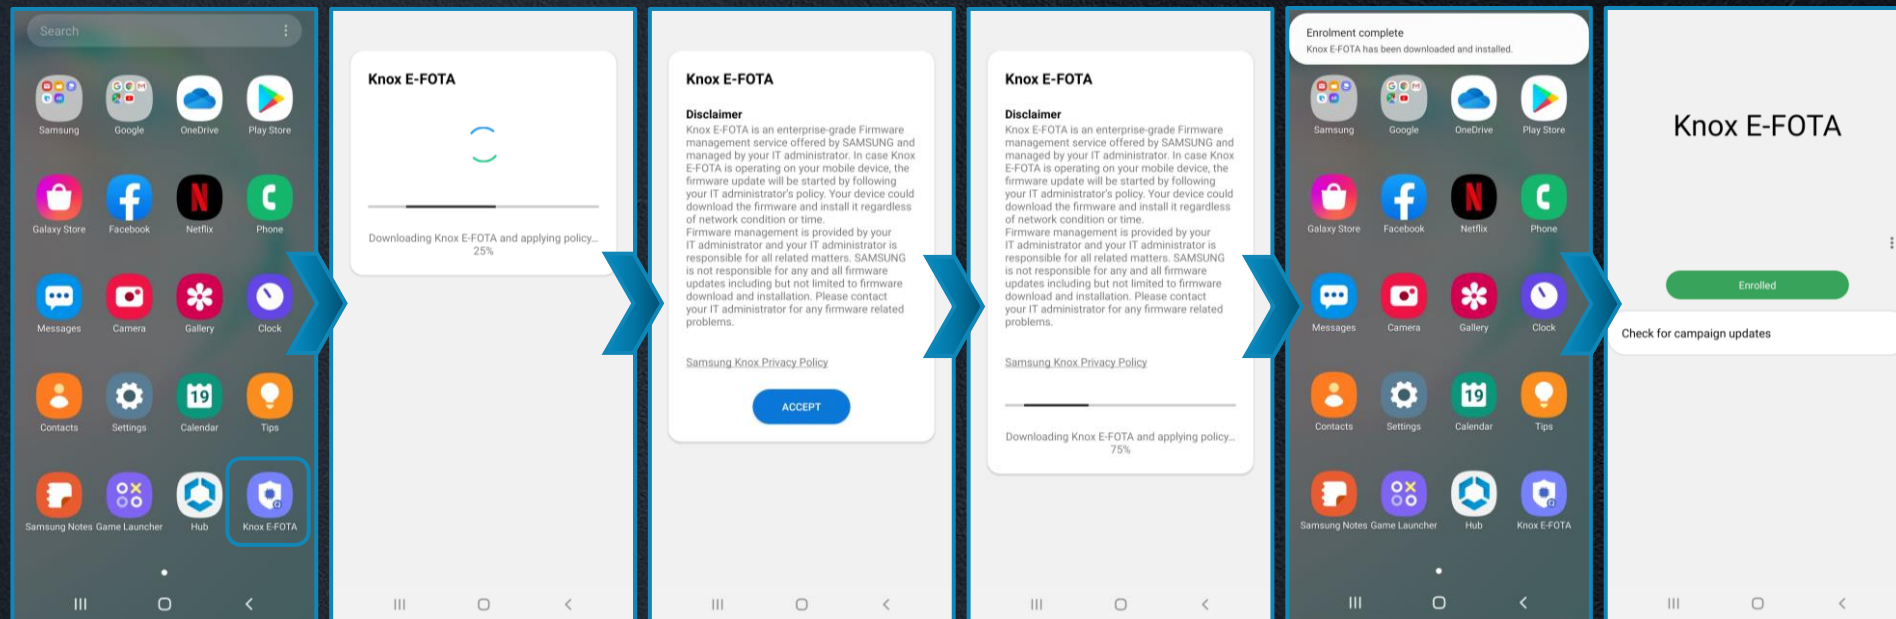 Search
Samsung Google OneDrive Play Store
Galaxy Store Facebook Netflix Phone
Messages Camera Gallery Clock
Contacts Settings Calendar Tips
19
Samsung Notes Game Launcher Hub Knox E-FOTA
Knox E-FOTA
Downloading Knox E-FOTA and applying policy...
25%
Knox E-FOTA
Disclaimer
Knox E-FOTA is an enterprise-grade Firmware
management service offered by SAMSUNG and
managed by your IT administrator. In case Knox
E-FOTA is operating on your mobile device, the
firmware update will be started by following
your IT administrator's policy. Your device could
download the firmware and install it regardless
of network condition or time.
Firmware management is provided by your
IT administrator and your IT administrator is
responsible for all related matters. SAMSUNG
is not responsible for any and all firmware
updates including but not limited to firmware
download and installation. Please contact
your IT administrator for any firmware related
problems.
Samsung Knox Privacy Policy
ACCEPT
Knox E-FOTA
Disclaimer
Knox E-FOTA is an enterprise-grade Firmware
management service offered by SAMSUNG and
managed by your IT administrator. In case Knox
E-FOTA is operating on your mobile device, the
firmware update will be started by following
your IT administrator's policy. Your device could
download the firmware and install it regardless
of network condition or time.
Firmware management is provided by your
IT administrator and your IT administrator is
responsible for all related matters. SAMSUNG
is not responsible for any and all firmware
updates including but not limited to firmware
download and installation. Please contact
your IT administrator for any firmware related
problems.
Samsung Knox Privacy Policy
Downloading Knox E-FOTA and applying policy...
75%
Enrolment complete
Knox E-FOTA has been downloaded and installed.
Samsung Google OneDrive Play Store
Galaxy Store Facebook Netflix Phone
Messages Camera Gallery Clock
19
Contacts Settings Calendar Tips
Samsung Notes Game Launcher Hub Knox E-FOTA
Knox E-FOTA
Enrolled
Check for campaign updates